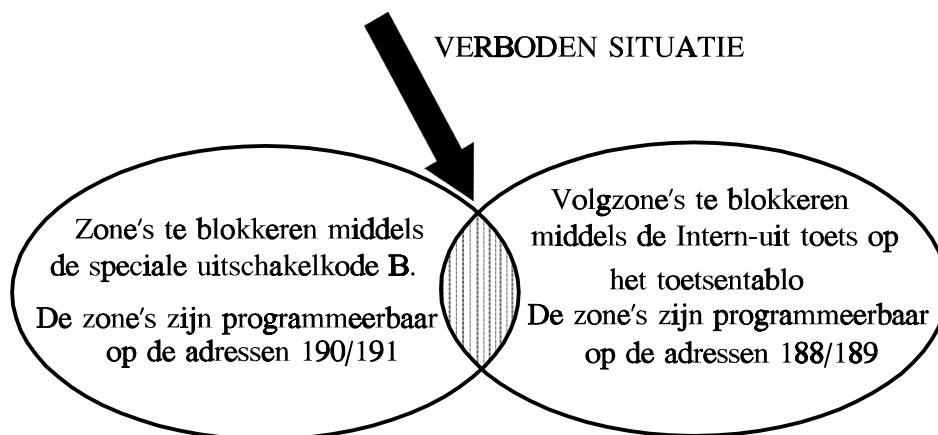 VERBODEN SITUATIE
Zone's te blokkeren middels
de speciale uitschakelkode B.
De zone's zijn programmeerbaar
op de adressen 190/191
Volgzone's te blokkeren
middels de Intern-uit toets op
het toetsentablo
De zone's zijn programmeerbaar
op de adressen 188/189